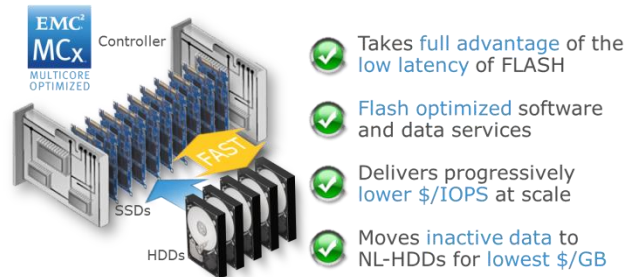 EMC²
MCx
MULTICORE
OPTIMIZED
Controller
FAST
SSDs
HDDs
Takes full advantage of the
low latency of FLASH
Flash optimized software
and data services
Delivers progressively
lower $/IOPS at scale
Moves inactive data to
NL-HDDs for lowest $/GB